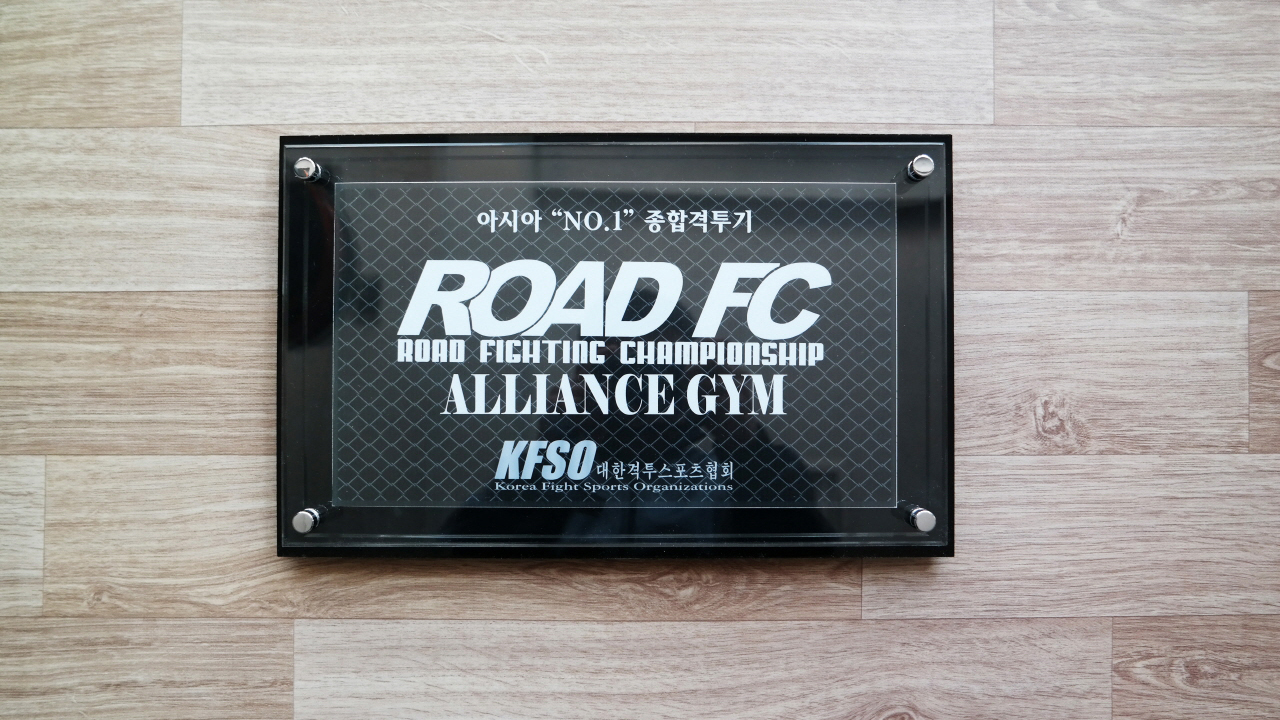 아시아 “NO.1” 종합격투기
ROAD FC
ROAD FIGHTING CHAMPIONSHIP
ALLIANCE GYM
KFSO 대한격투스포츠협회
Korea Fight Sports Organizations